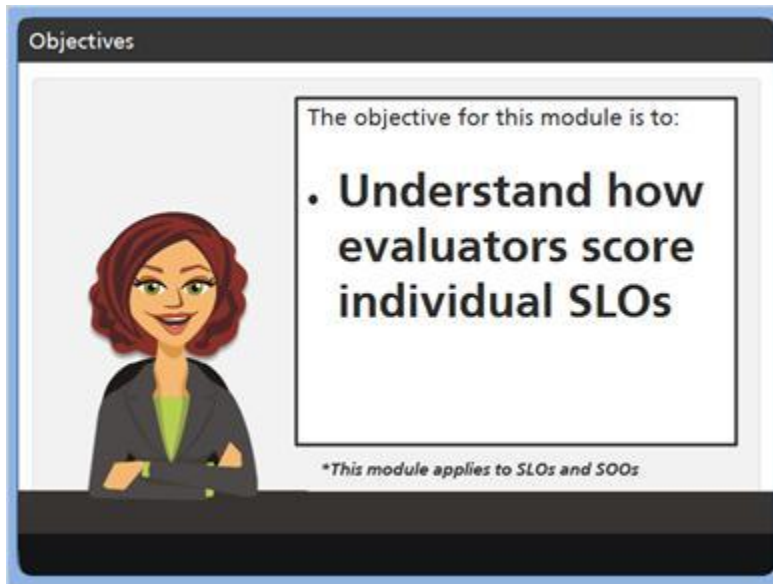 Objectives
The objective for this module is to:
• Understand how
evaluators score
individual SLOs
*This module applies to SLOs and SOOs